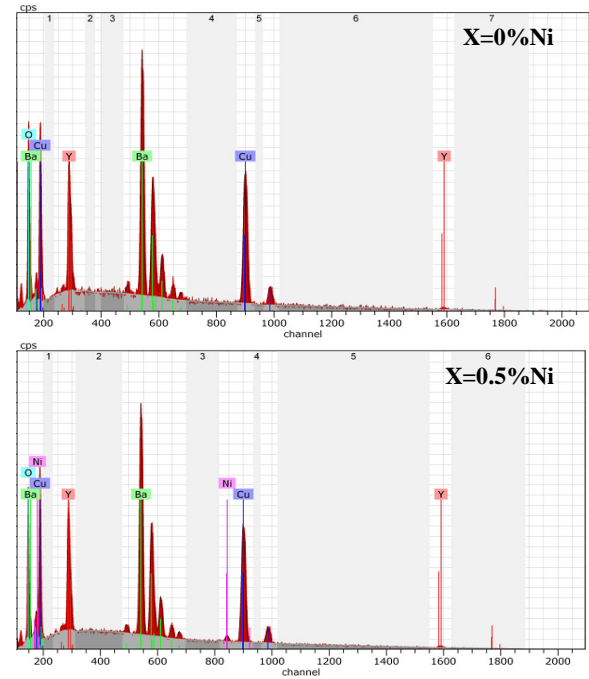 cps
1 2 3 4 5 6 7
X=0%Ni
O
Cu
Ba Y Ba Cu Y
200 400 600 800 1000 1200 1400 1600 1800 2000
channel
cps
1 2 3 4 5 6
X=0.5%Ni
Ni
O
Cu
Ba Y Ba Ni Cu Y
200 400 600 800 1000 1200 1400 1600 1800 2000
channel